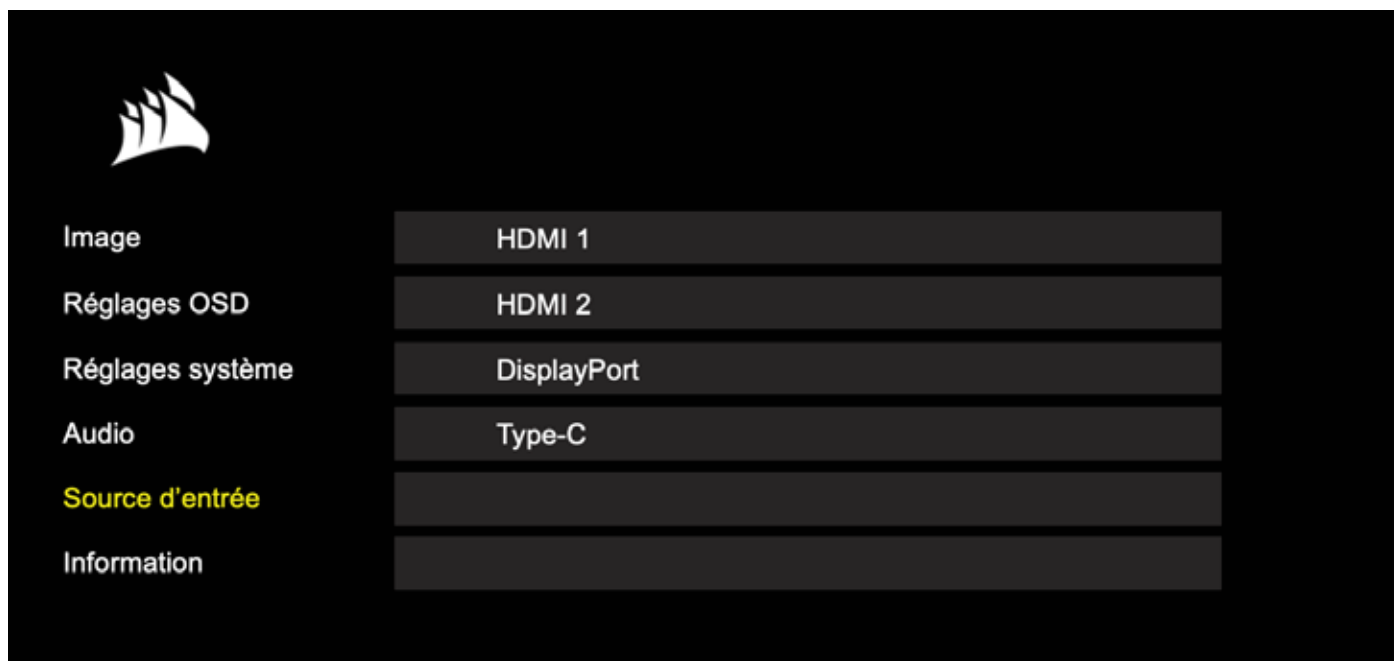 Image
HDMI 1
Réglages OSD
HDMI 2
Réglages système
DisplayPort
Audio
Type-C
Source d’entrée
Information